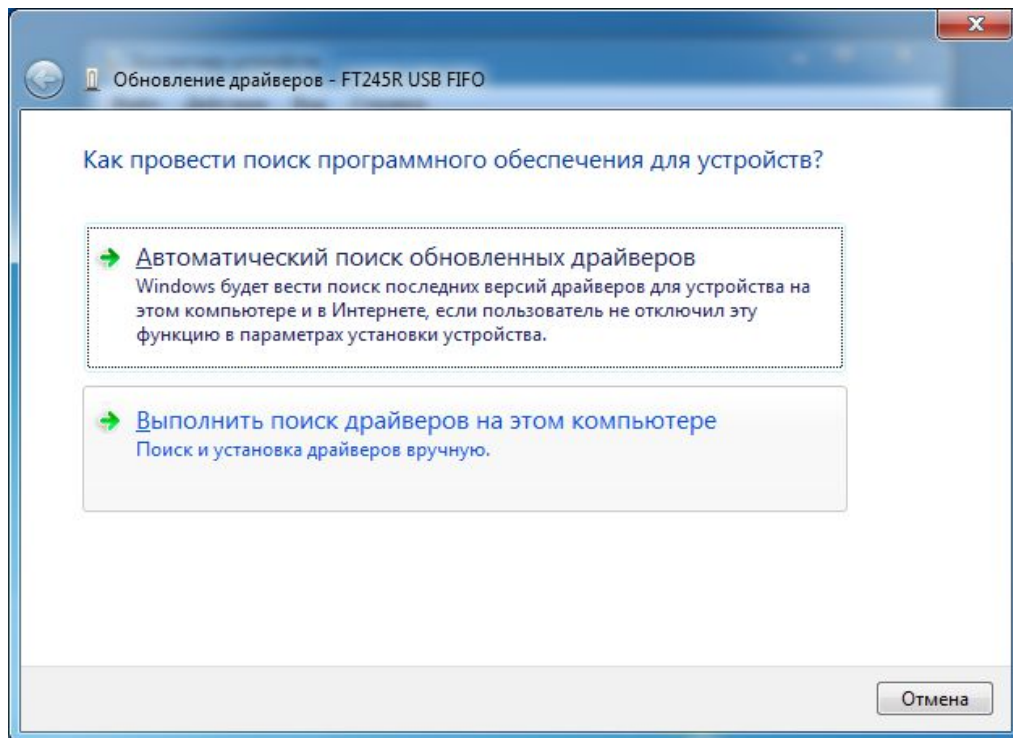 Обновление драйверов - FT245R USB FIFO
Как провести поиск программного обеспечения для устройств?
Автоматический поиск обновленных драйверов
Windows будет вести поиск последних версий драйверов для устройства на
этом компьютере и в Интернете, если пользователь не отключил эту
функцию в параметрах установки устройства.
Выполнить поиск драйверов на этом компьютере
Поиск и установка драйверов вручную.
Отмена